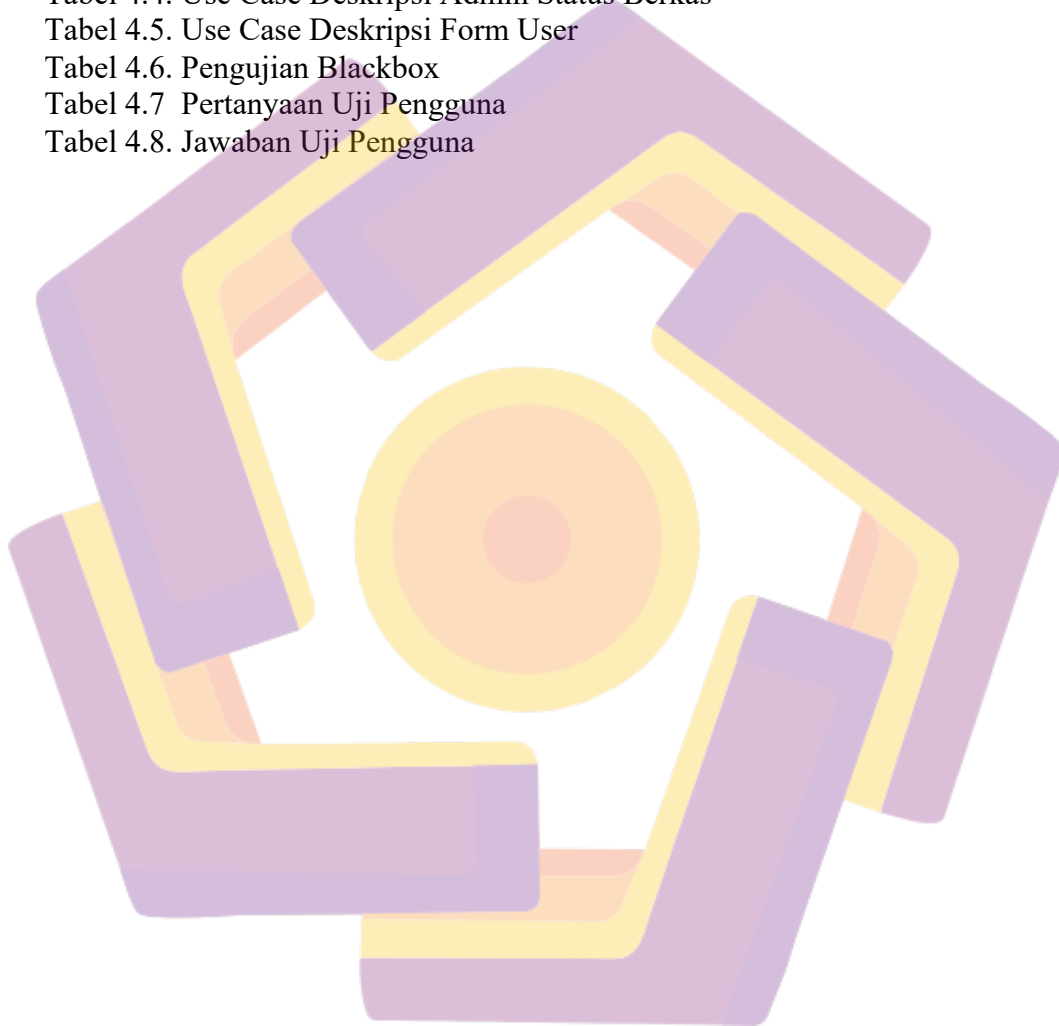 Tabel 4.4. Use Case Deskripsi Admin Status Berkas
Tabel 4.5. Use Case Deskripsi Form User
Tabel 4.6. Pengujian Blackbox
Tabel 4.7  Pertanyaan Uji Pengguna
Tabel 4.8. Jawaban Uji Pengguna